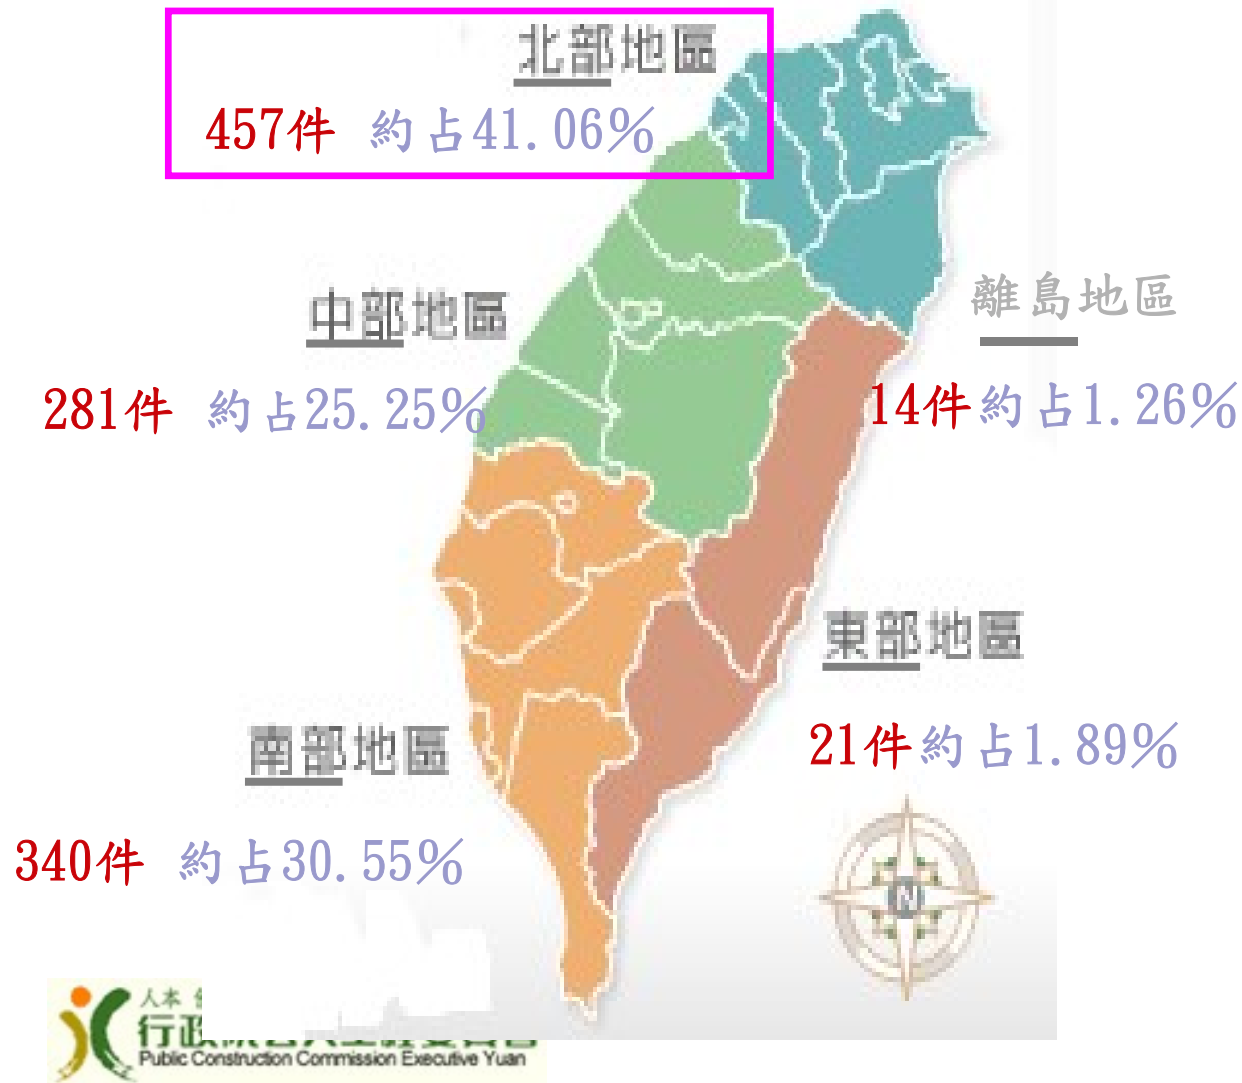 北部地區
457件 約占41.06%
中部地區
離島地區
281件 約占25.25%
14件約占1.26%
東部地區
南部地區
21件約占1.89%
340件 約占30.55%
N
人本
行政
Public Construction Commission Executive Yuan